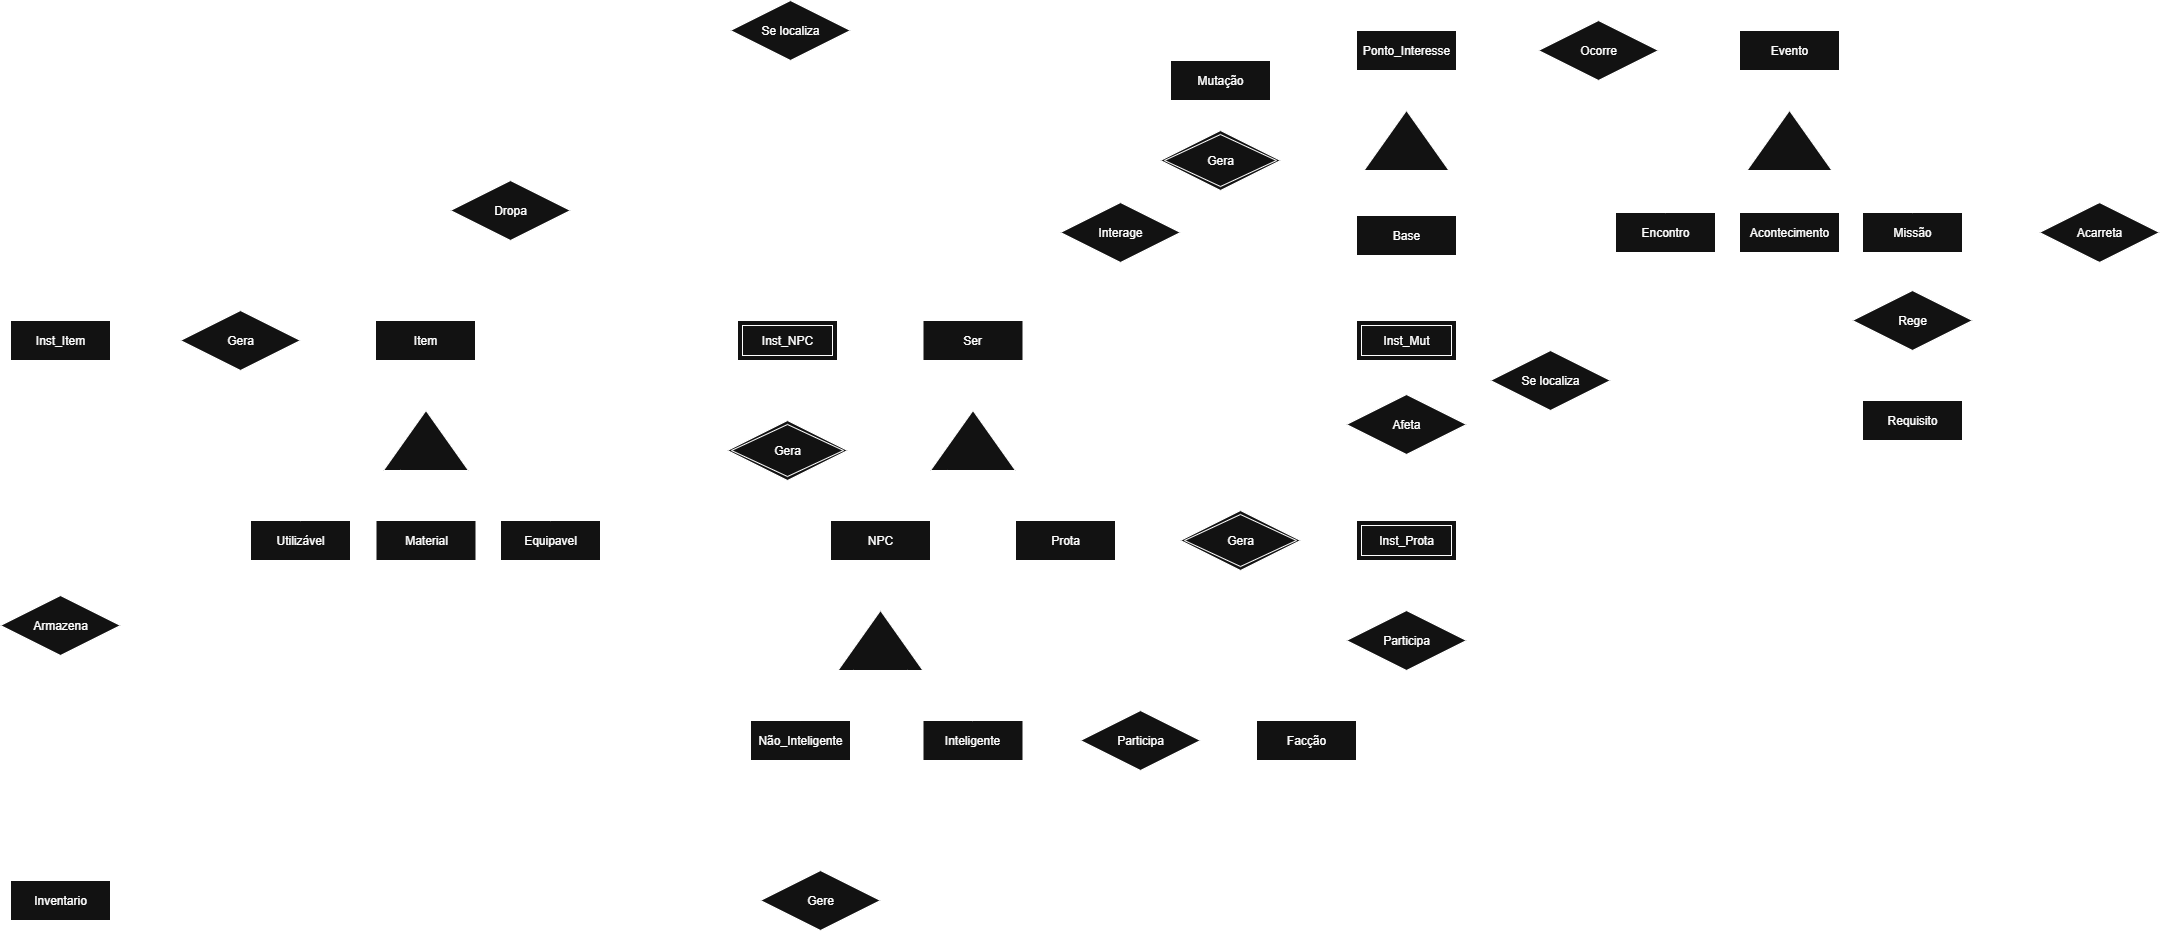 Se localiza
Ponto_Interesse
Ocorre
Evento
Mutação
Gera
Dropa
Interage
Base
Encontro
Acontecimento
Missão
Acarreta
Inst_Item
Gera
Item
Inst_NPC
Ser
Inst_Mut
Rege
Se localiza
Afeta
Requisito
Gera
Utilizável
Material
Equipavel
NPC
Prota
Gera
Inst_Prota
Armazena
Participa
Não_Inteligente
Inteligente
Participa
Facção
Inventario
Gere